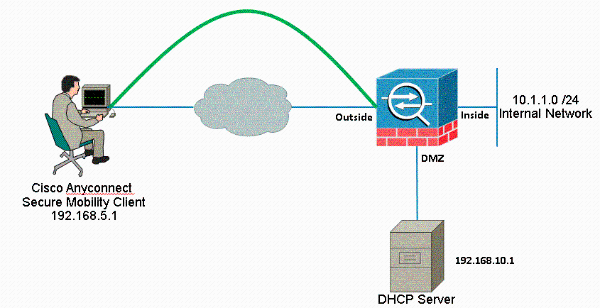 Outside
Inside
10.1.1.0 /24
Internal Network
DMZ
Cisco Anyconnect
Secure Mobility Client
192.168.5.1
192.168.10.1
DHCP Server